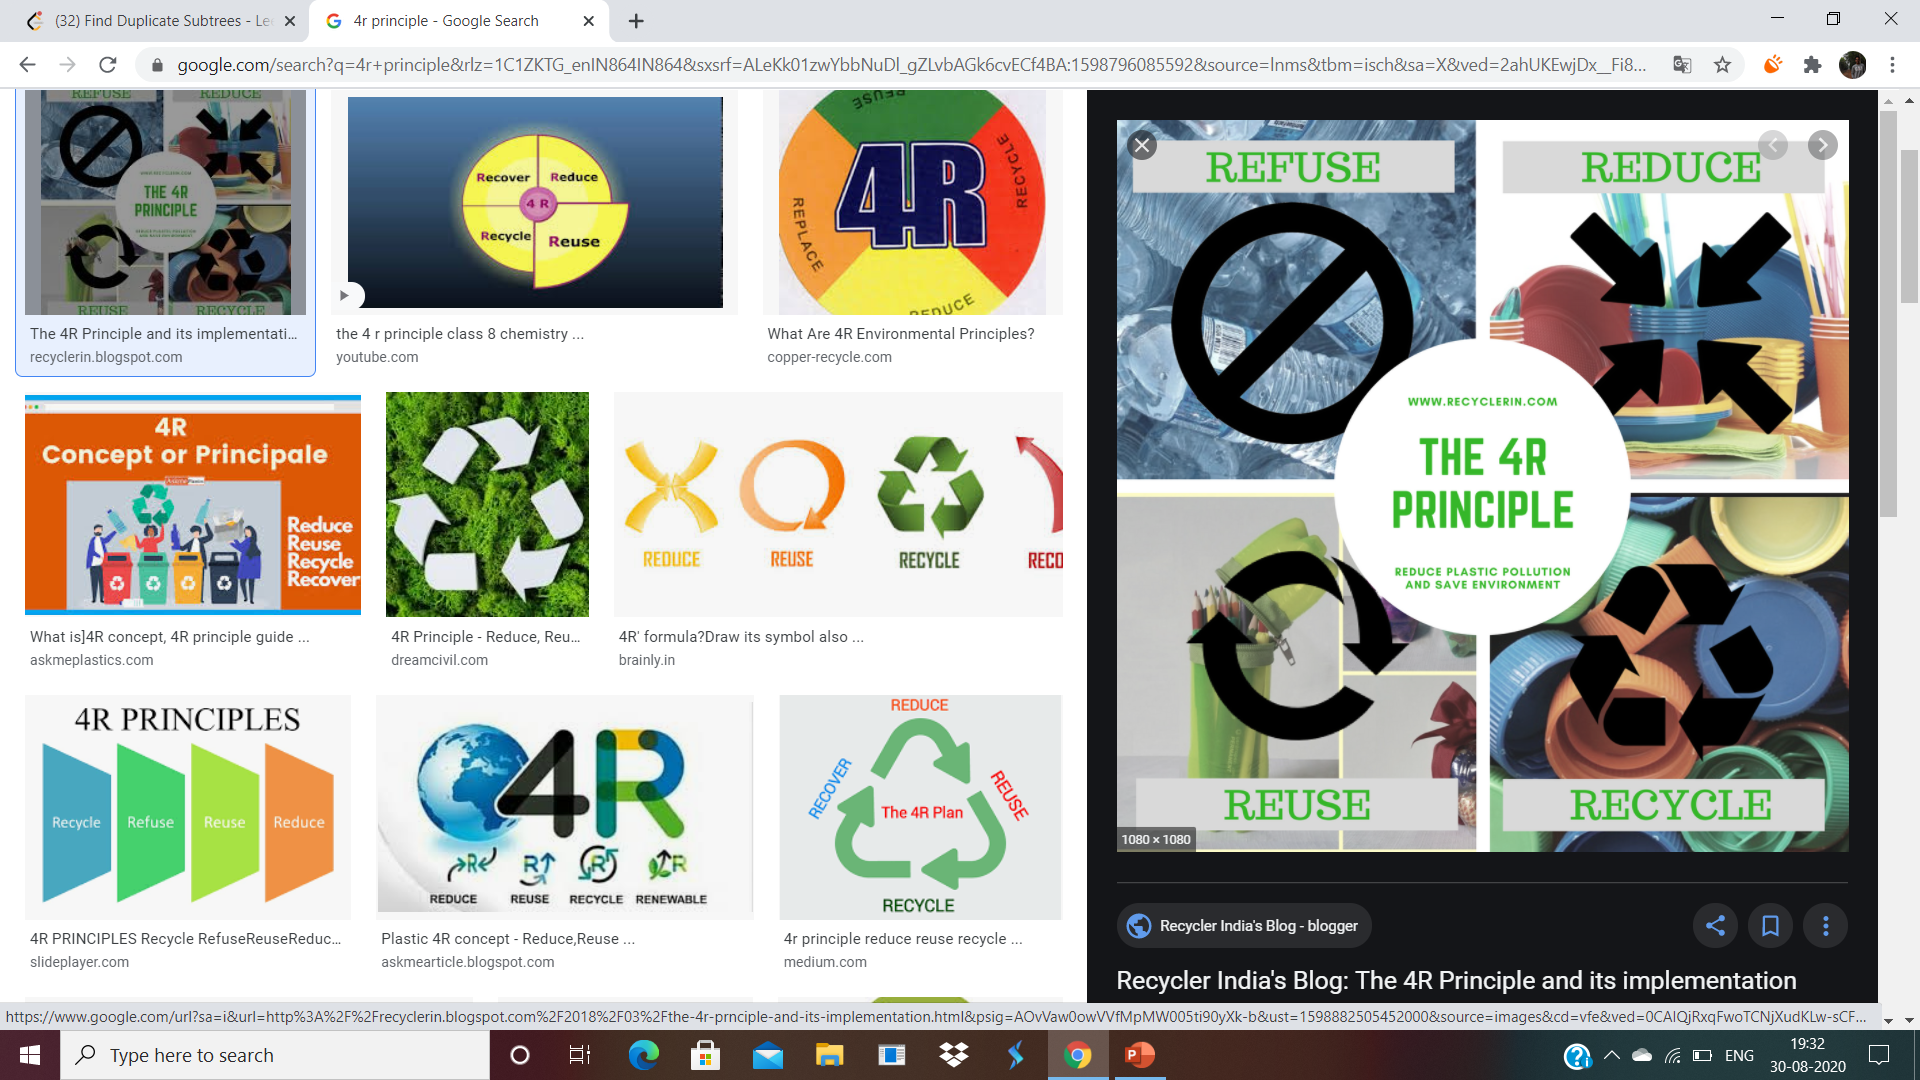 (32) Find Duplicate Subtrees - Le
4r principle - Google Search
google.com/search?q=4r+principle&rlz=1C1ZKTG_enIN864IN864&sxsrf=ALeKk01zwYbbNuDl_gZLvbAGk6cvECf4BA:1598796085592&source=lnms&tbm=isch&sa=X&ved=2ahUKEwjDx__Fi8...
REFUSE REDUCE
WWW.RECYCLERIN.COM
THE 4R
PRINCIPLE
REDUCE PLASTIC POLLUTION
AND SAVE ENVIRONMENT
REUSE RECYCLE
The 4R Principle and its implementati...
recyclerin.blogspot.com
Recover Reduce
4 R
Recycle Reuse
the 4 r principle class 8 chemistry ...
youtube.com
REUSE
RECYCLE
4R
REPLACE
REDUCE
What Are 4R Environmental Principles?
copper-recycle.com
4R
Concept or Principale
Reduce
Reuse
Recycle
Recover
What is]4R concept, 4R principle guide ...
askmeplastics.com
4R Principle - Reduce, Reu...
dreamcivil.com
REDUCE REUSE RECYCLE RECO
4R' formula?Draw its symbol also ...
brainly.in
4R PRINCIPLES
Recycle Refuse Reuse Reduce
4R PRINCIPLES Recycle RefuseReuseReduc...
slideplayer.com
4R
R R R R
REDUCE REUSE RECYCLE RENEWABLE
Plastic 4R concept - Reduce,Reuse ...
askmearticle.blogspot.com
REDUCE
RECOVER
REUSE
The 4R Plan
RECYCLE
4r principle reduce reuse recycle ...
medium.com
REFUSE REDUCE
WWW.RECYCLERIN.COM
THE 4R
PRINCIPLE
REDUCE PLASTIC POLLUTION
AND SAVE ENVIRONMENT
REUSE RECYCLE
1080 × 1080
Recycler India's Blog - blogger
Recycler India's Blog: The 4R Principle and its implementation
https://www.google.com/url?sa=i&url=http%3A%2F%2Frecyclerin.blogspot.com%2F2018%2F03%2Fthe-4r-prnciple-and-its-implementation.html&psig=AOvVaw0owVVfMpMW005ti90yXk-b&ust=1598882505452000&source=images&cd=vfe&ved=0CAIQjRxqFwoTCNjXudKLw-sCF...
Type here to search
P
ENG
19:32
30-08-2020